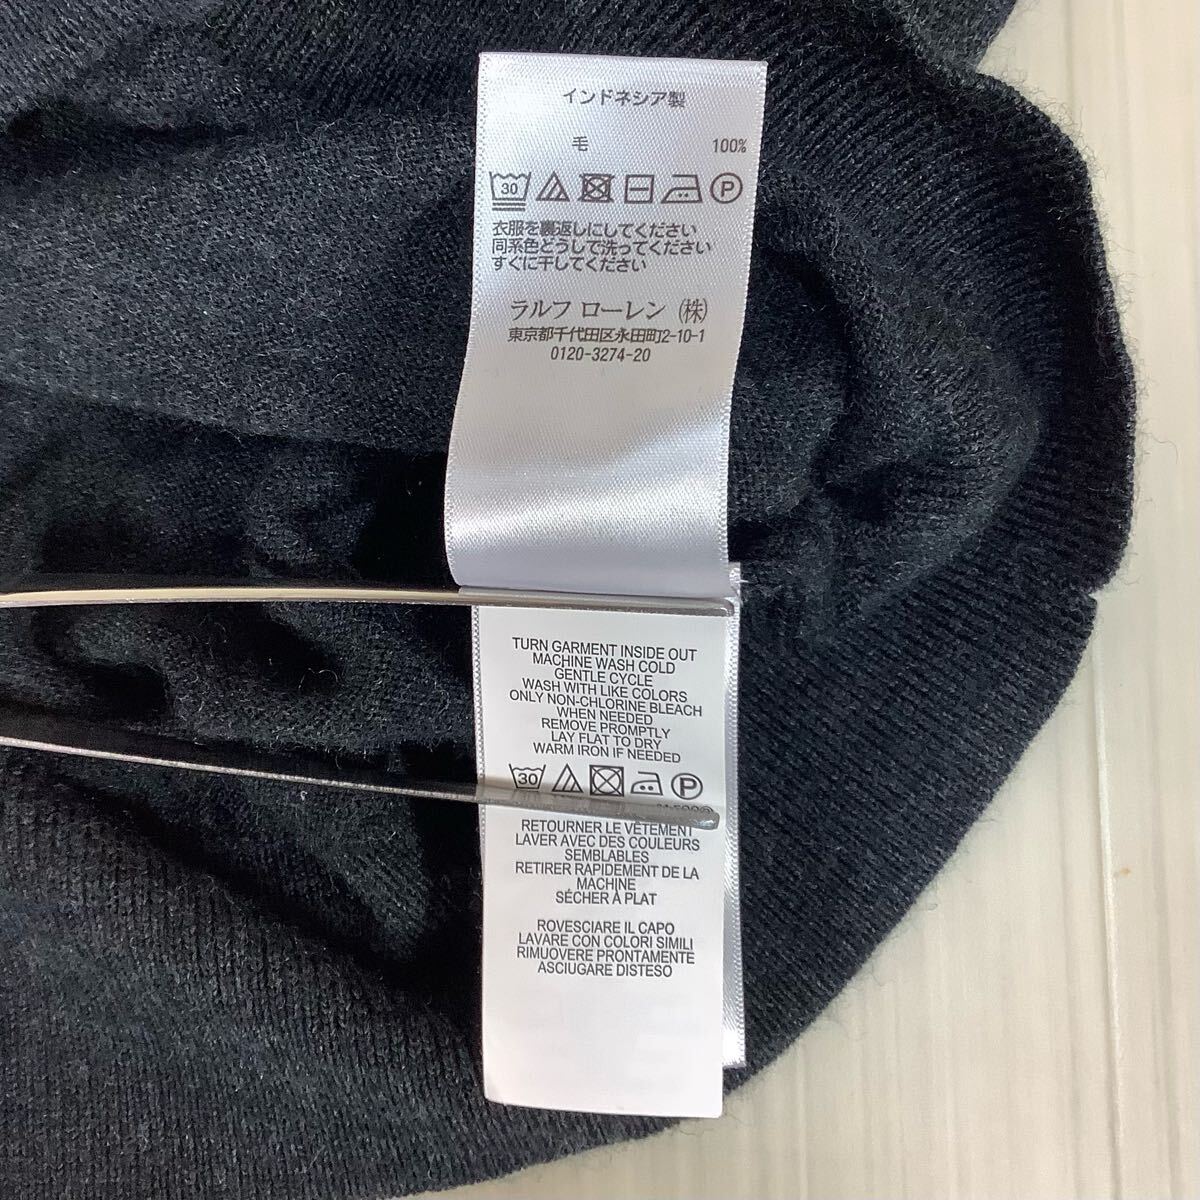 インドネシア製
毛 100%
30 P
衣服を裏返しにしてください
同系色どうしで洗ってください
すぐに干してください
ラルフ ローレン ㈱
東京都千代田区永田町2-10-1
0120-3274-20
TURN GARMENT INSIDE OUT
MACHINE WASH COLD
GENTLE CYCLE
WASH WITH LIKE COLORS
ONLY NON-CHLORINE BLEACH
WHEN NEEDED
REMOVE PROMPTLY
LAY FLAT TO DRY
WARM IRON IF NEEDED
30 P
RETOURNER LE VÊTEMENT
LAVER AVEC DES COULEURS
SEMBLABLES
RETIRER RAPIDEMENT DE LA
MACHINE
SÉCHER À PLAT
ROVESCIARE IL CAPO
LAVARE CON COLORI SIMILI
RIMUOVERE PRONTAMENTE
ASCIUGARE DISTESO